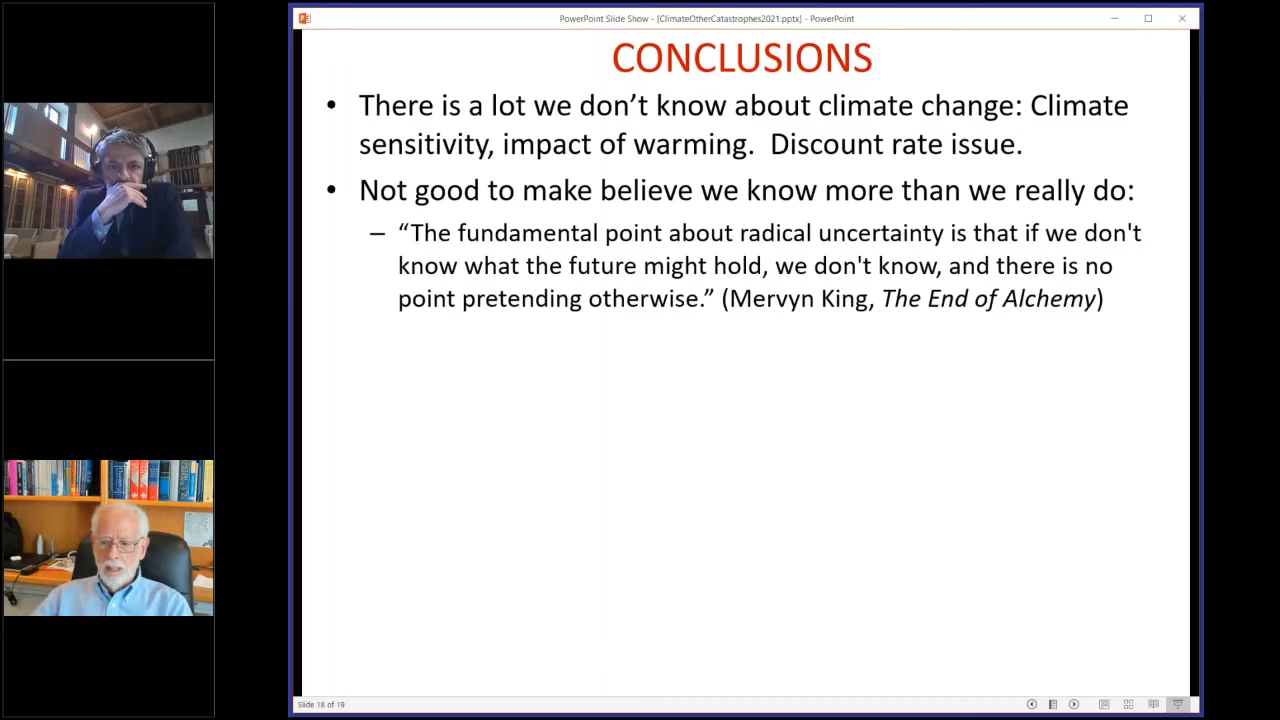 PowerPoint Slide Show - [ClimateOtherCatastrophes2021.pptx] - PowerPoint
CONCLUSIONS
• There is a lot we don’t know about climate change: Climate
sensitivity, impact of warming.  Discount rate issue.
• Not good to make believe we know more than we really do:
– “The fundamental point about radical uncertainty is that if we don't
know what the future might hold, we don't know, and there is no
point pretending otherwise.” (Mervyn King, The End of Alchemy)
Slide 18 of 19